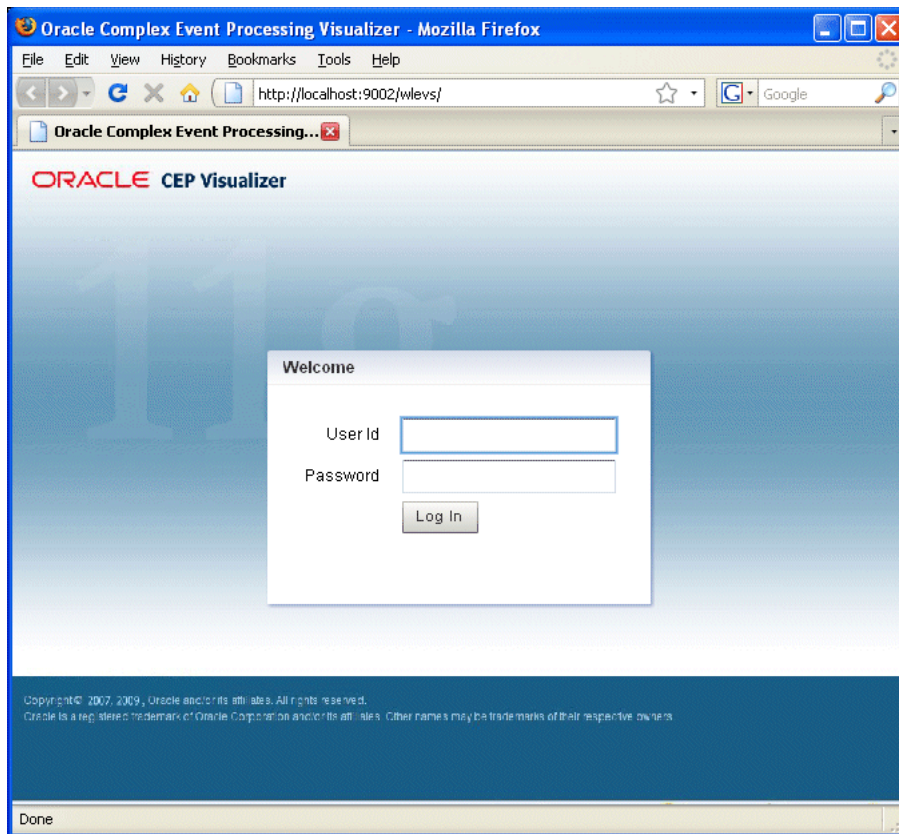 Oracle Complex Event Processing Visualizer - Mozilla Firefox
File Edit View History Bookmarks Tools Help
http://localhost:9002/wlevs/
G Google
Oracle Complex Event Processing...
ORACLE CEP Visualizer
11g
Welcome
User Id
Password
Log In
Copyright© 2007, 2009 , Oracle and/or its affiliates. All rights reserved.
Oracle is a registered trademark of Oracle Corporation and/or its affiliates. Other names may be trademarks of their respective owners.
Done